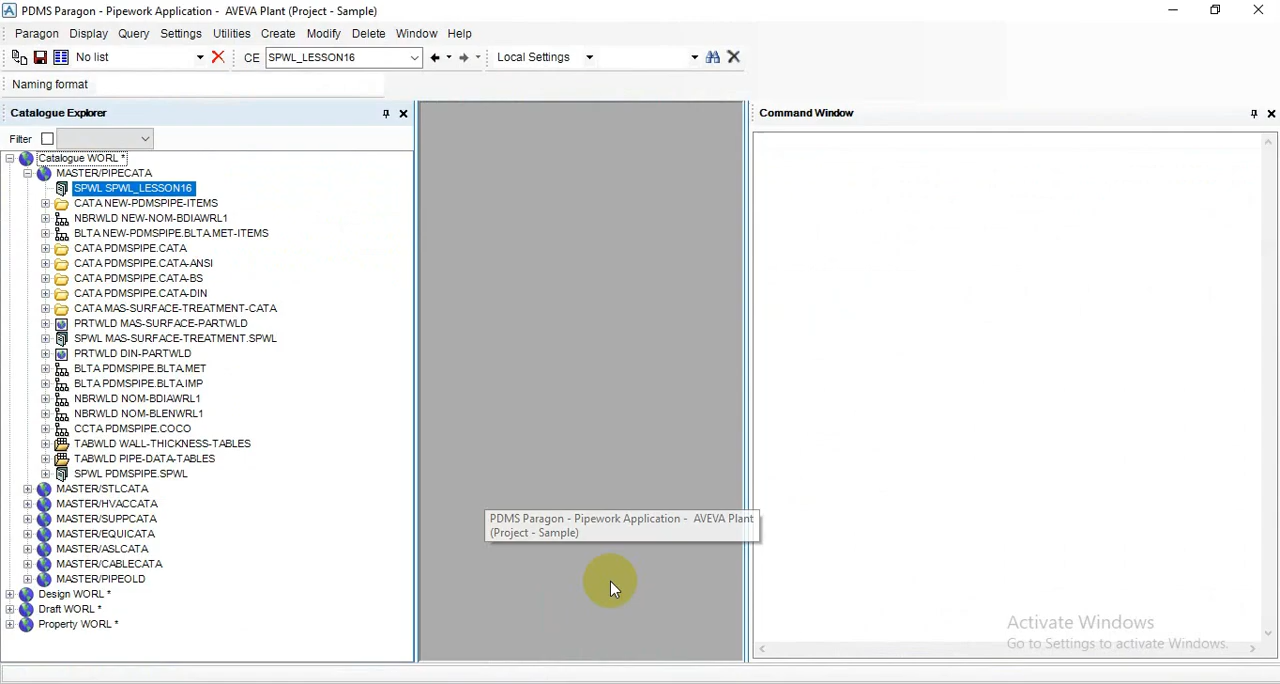 PDMS Paragon - Pipework Application - AVEVA Plant (Project - Sample)
Paragon Display Query Settings Utilities Create Modify Delete Window Help
No list CE SPWL_LESSON16 Local Settings
Naming format
Catalogue Explorer Command Window
Filter
Catalogue WORL *
MASTER/PIPECATA
SPWL SPWL_LESSON16
CATA NEW-PDMSPIPE-ITEMS
NBRWLD NEW-NOM-BDIAWRL1
BLTA NEW-PDMSPIPE.BLTA.MET-ITEMS
CATA PDMSPIPE.CATA
CATA PDMSPIPE.CATA-ANSI
CATA PDMSPIPE.CATA-BS
CATA PDMSPIPE.CATA-DIN
CATA MAS-SURFACE-TREATMENT-CATA
PRTWLD MAS-SURFACE-PARTWLD
SPWL MAS-SURFACE-TREATMENT.SPWL
PRTWLD DIN-PARTWLD
BLTA PDMSPIPE.BLTA.MET
BLTA PDMSPIPE.BLTA.IMP
NBRWLD NOM-BDIAWRL1
NBRWLD NOM-BLENWRL1
CCTA PDMSPIPE.COCO
TABWLD WALL-THICKNESS-TABLES
TABWLD PIPE-DATA-TABLES
SPWL PDMSPIPE.SPWL
MASTER/STLCATA
MASTER/HVACCATA
MASTER/SUPPCATA
MASTER/EQUICATA
MASTER/ASLCATA
MASTER/CABLECATA
MASTER/PIPEOLD
Design WORL *
Draft WORL *
Property WORL *
PDMS Paragon - Pipework Application - AVEVA Plant
(Project - Sample)
Activate Windows
Go to Settings to activate Windows.